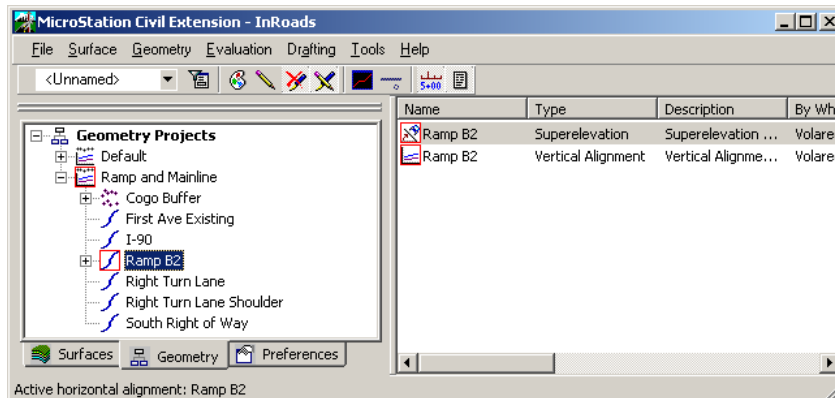 MicroStation Civil Extension - InRoads
File Surface Geometry Evaluation Drafting Tools Help
<Unnamed>
5+00
Name Type Description By Wh
Ramp B2 Superelevation Superelevation ... Volare
Ramp B2 Vertical Alignment Vertical Alignme... Volare
Geometry Projects
Default
Ramp and Mainline
Cogo Buffer
First Ave Existing
I-90
Ramp B2
Right Turn Lane
Right Turn Lane Shoulder
South Right of Way
Surfaces Geometry Preferences
Active horizontal alignment: Ramp B2